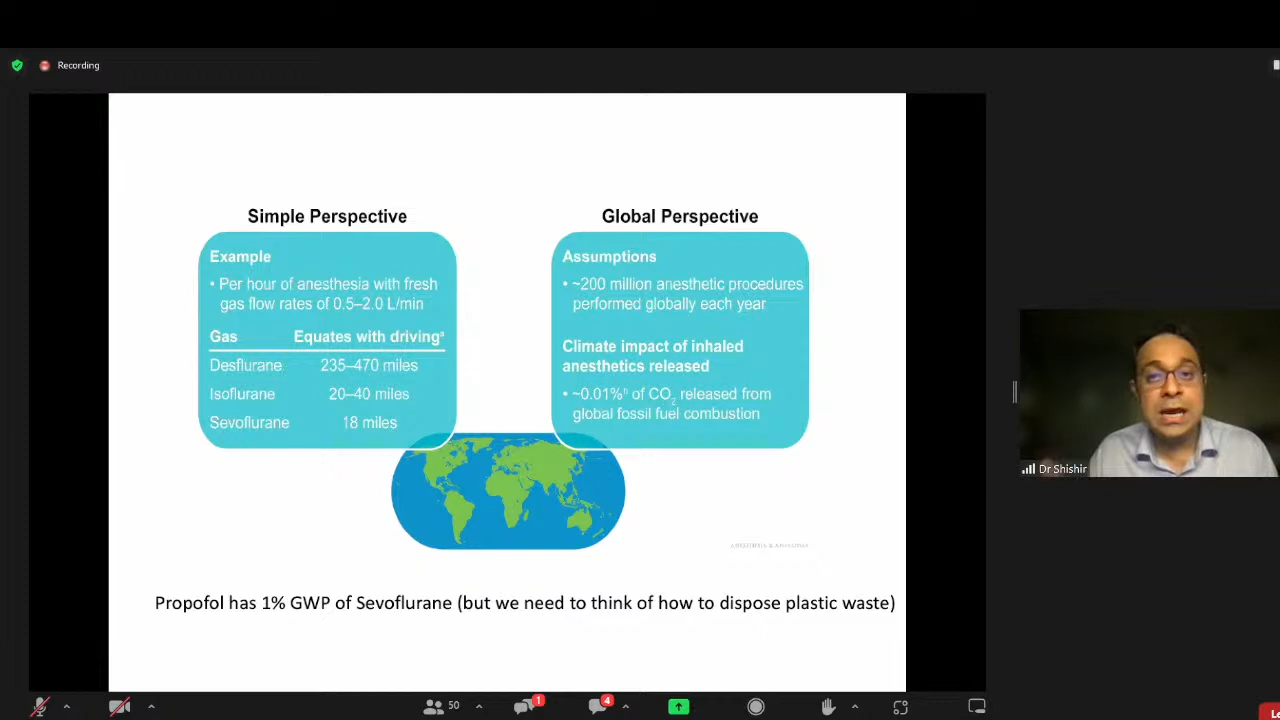 Recording
Simple Perspective
Example
• Per hour of anesthesia with fresh
gas flow rates of 0.5–2.0 L/min
Gas Equates with drivingᵃ
Desflurane 235–470 miles
Isoflurane 20–40 miles
Sevoflurane 18 miles
Global Perspective
Assumptions
• ~200 million anesthetic procedures
performed globally each year
Climate impact of inhaled
anesthetics released
• ~0.01%ᵇ of CO₂ released from
global fossil fuel combustion
ANESTHESIA & ANALGESIA
Propofol has 1% GWP of Sevoflurane (but we need to think of how to dispose plastic waste)
Dr Shishir
50
1
4